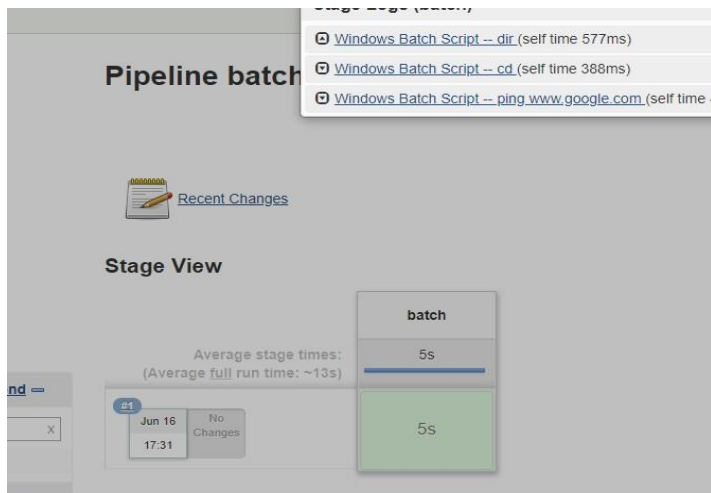 Windows Batch Script -- dir (self time 577ms)
Windows Batch Script -- cd (self time 388ms)
Windows Batch Script -- ping www.google.com (self time
Pipeline batch
Recent Changes
Stage View
batch
Average stage times:
(Average full run time: ~13s)
5s
nd
x
#1
Jun 16
17:31
No
Changes
5s